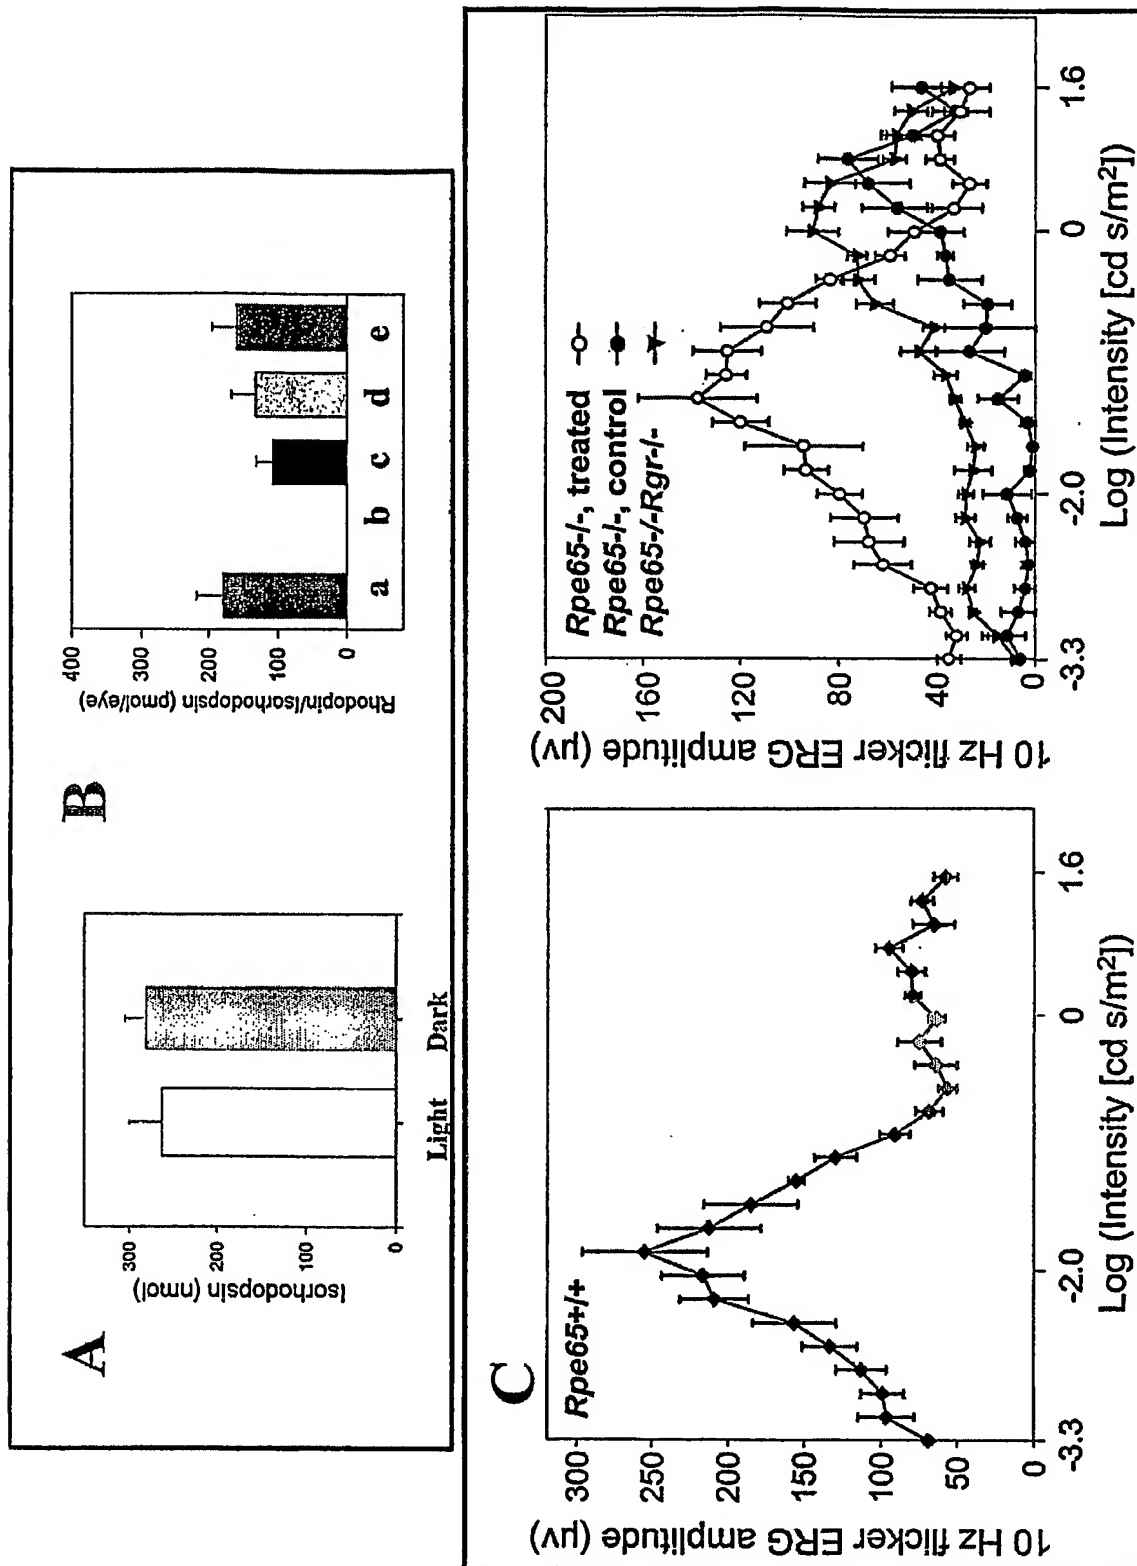 A
Isorhodopsin (nmol)
300
200
100
0
Light Dark
B
Rhodopin/Isorhodopsin (pmol/eye)
400
300
200
100
0
a b c d e
C
Rpe65+/+
10 Hz flicker ERG amplitude
(µv)
300
250
200
150
100
50
0
-3.3 -2.0 0 1.6
Log (Intensity [cd s/m²])
10 Hz flicker ERG amplitude
(µv)
200
160
120
80
40
0
Rpe65-/-, treated
Rpe65-/-, control
Rpe65-/-Rgr-/-
-3.3 -2.0 0 1.6
Log (Intensity [cd s/m²])